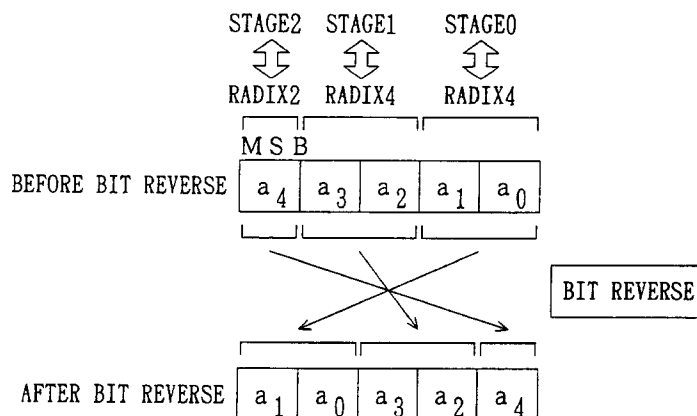 STAGE2 STAGE1 STAGE0
RADIX2 RADIX4 RADIX4
MSB
BEFORE BIT REVERSE a4 a3 a2 a1 a0
BIT REVERSE
AFTER BIT REVERSE a1 a0 a3 a2 a4